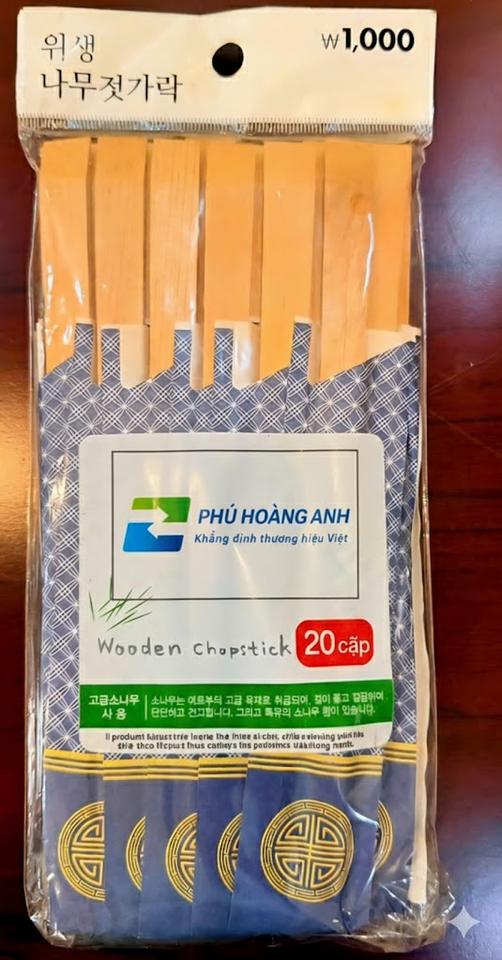 위생
나무젓가락
₩1,000
PHÚ HOÀNG ANH
Khẳng định thương hiệu Việt
Wooden Chopstick
20 cặp
고급소나무
사용
소나무는 예로부터 고급 목재로 취급되어, 결이 롷고 깔끔하여
단단하고 건고합니다. 그리고 특유의 소나무 향이 있습니다.